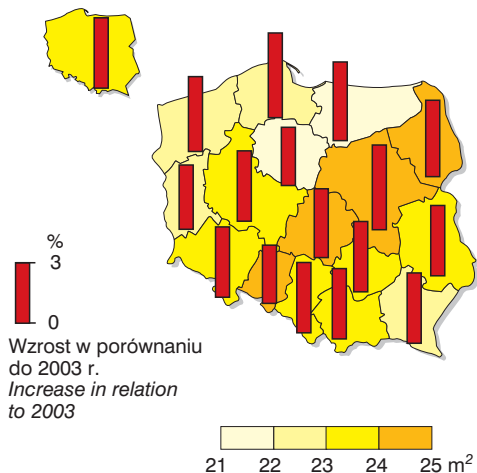 %
3
0
Wzrost w porównaniu
do 2003 r.
Increase in relation
to 2003
21 22 23 24 25 m²